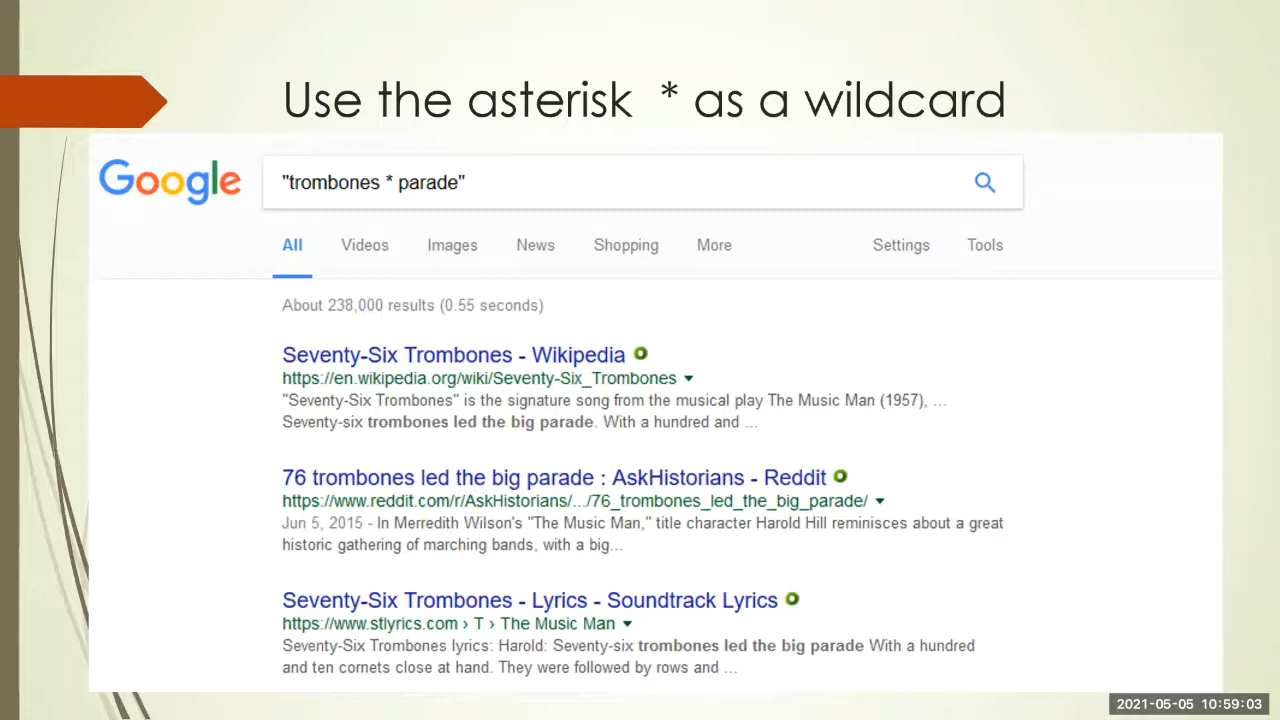 Use the asterisk * as a wildcard
Google
"trombones * parade"
All Videos Images News Shopping More Settings Tools
About 238,000 results (0.55 seconds)
Seventy-Six Trombones - Wikipedia
https://en.wikipedia.org/wiki/Seventy-Six_Trombones
"Seventy-Six Trombones" is the signature song from the musical play The Music Man (1957), ...
Seventy-six trombones led the big parade. With a hundred and ...
76 trombones led the big parade : AskHistorians - Reddit
https://www.reddit.com/r/AskHistorians/.../76_trombones_led_the_big_parade/
Jun 5, 2015 - In Merredith Wilson's "The Music Man," title character Harold Hill reminisces about a great
historic gathering of marching bands, with a big...
Seventy-Six Trombones - Lyrics - Soundtrack Lyrics
https://www.stlyrics.com › T › The Music Man
Seventy-Six Trombones lyrics: Harold: Seventy-six trombones led the big parade With a hundred
and ten cornets close at hand. They were followed by rows and ...
2021-05-05 10:59:03